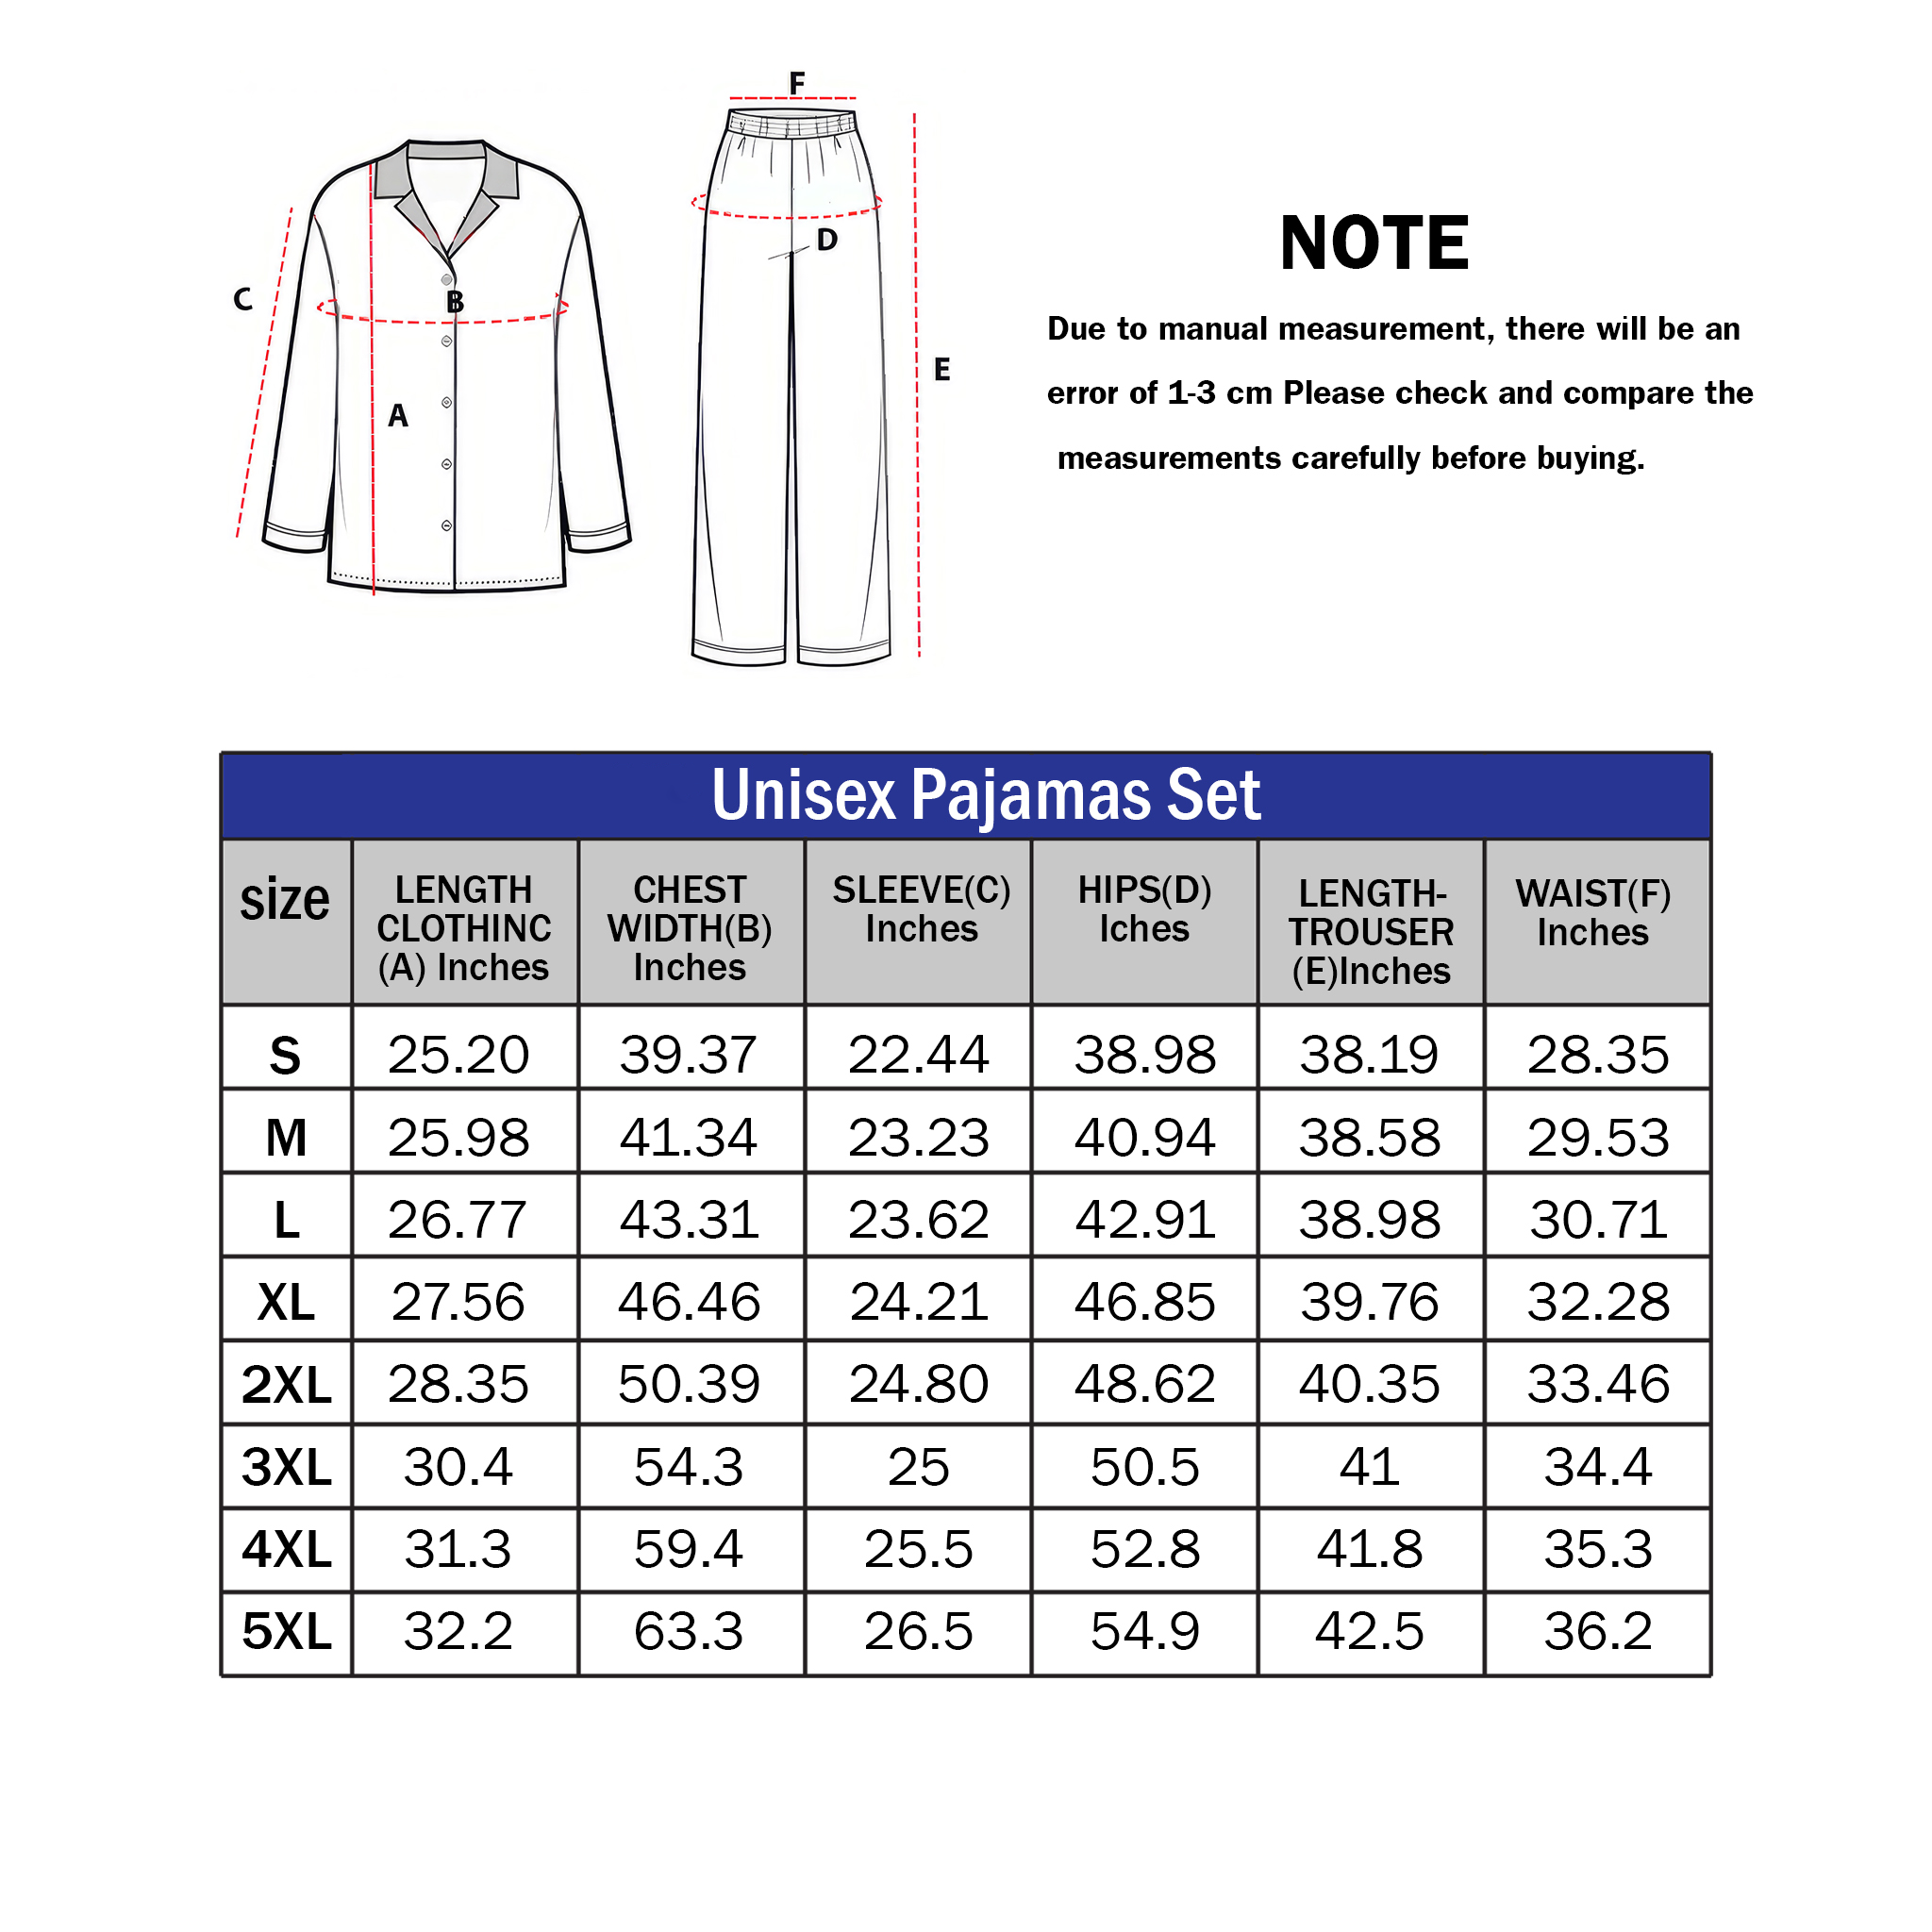 F
C
B
D
A
E
NOTE
Due to manual measurement, there will be an
error of 1-3 cm Please check and compare the
measurements carefully before buying.
Unisex Pajamas Set
size
LENGTH
CLOTHINC
(A) Inches
CHEST
WIDTH(B)
Inches
SLEEVE(C)
Inches
HIPS(D)
Iches
LENGTH-
TROUSER
(E)Inches
WAIST(F)
Inches
S 25.20 39.37 22.44 38.98 38.19 28.35
M 25.98 41.34 23.23 40.94 38.58 29.53
L 26.77 43.31 23.62 42.91 38.98 30.71
XL 27.56 46.46 24.21 46.85 39.76 32.28
2XL 28.35 50.39 24.80 48.62 40.35 33.46
3XL 30.4 54.3 25 50.5 41 34.4
4XL 31.3 59.4 25.5 52.8 41.8 35.3
5XL 32.2 63.3 26.5 54.9 42.5 36.2